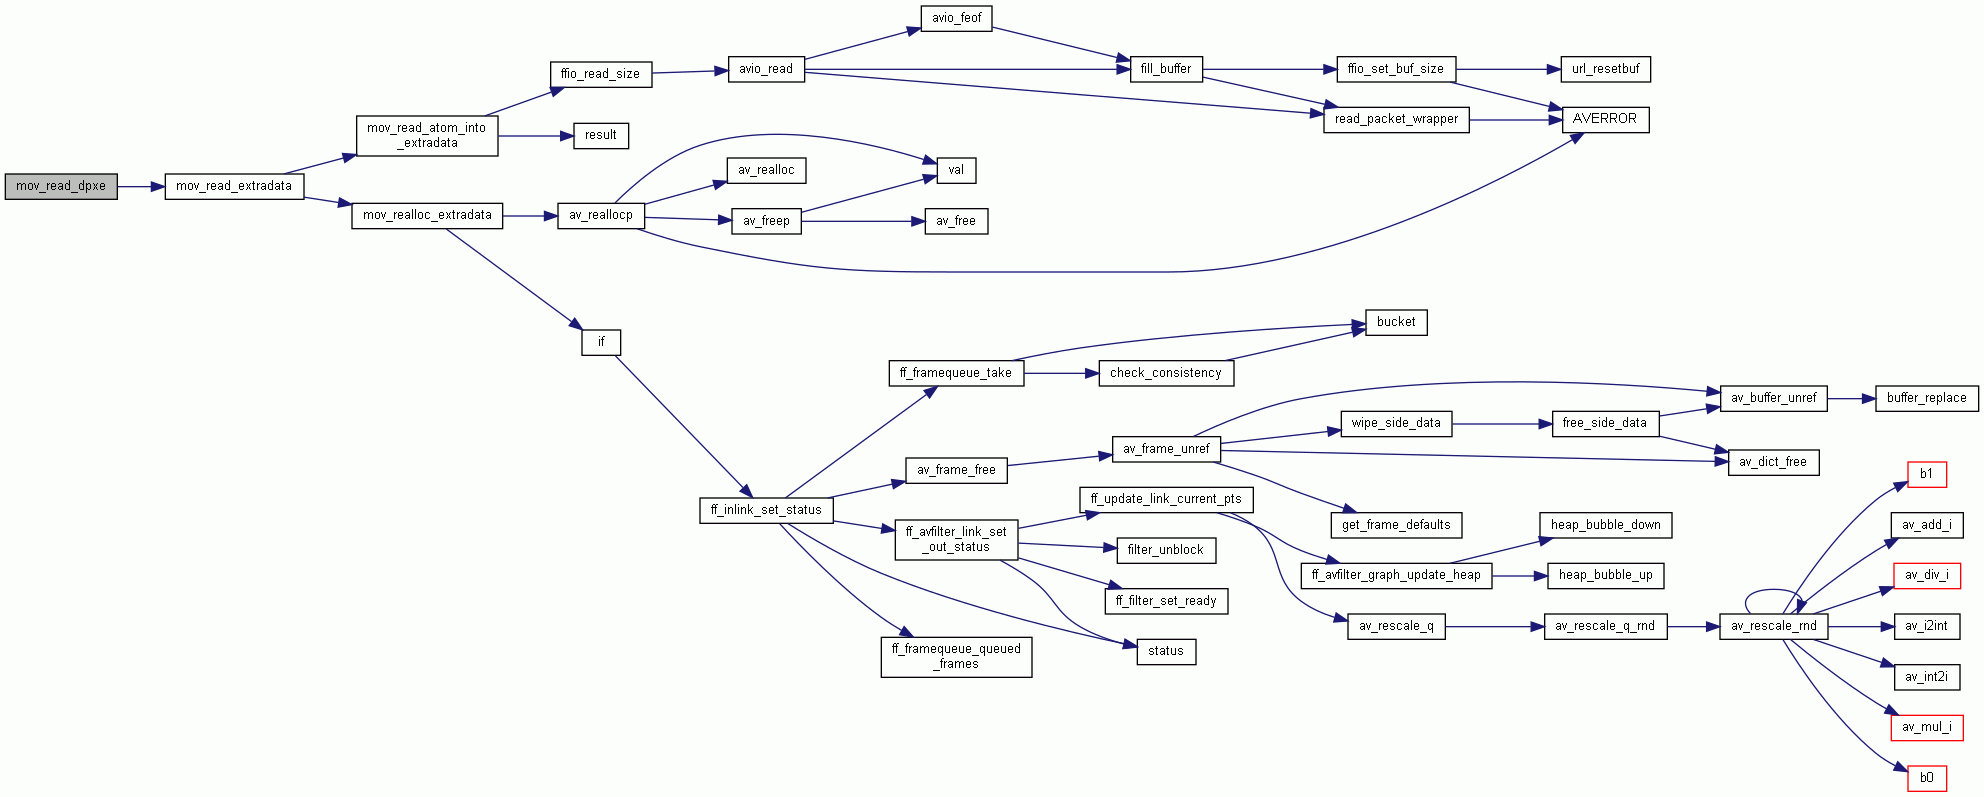 avio_feof
ffio_read_size
avio_read
fill_buffer
ffio_set_buf_size
url_resetbuf
mov_read_atom_into
_extradata
result
read_packet_wrapper
AVERROR
mov_read_dpxe
mov_read_extradata
av_realloc
val
mov_realloc_extradata
av_reallocp
av_freep
av_free
if
bucket
ff_framequeue_take
check_consistency
av_buffer_unref
buffer_replace
wipe_side_data
free_side_data
av_frame_unref
av_frame_free
av_dict_free
b1
ff_inlink_set_status
ff_update_link_current_pts
get_frame_defaults
heap_bubble_down
av_add_i
ff_avfilter_link_set
_out_status
filter_unblock
ff_avfilter_graph_update_heap
heap_bubble_up
av_div_i
ff_filter_set_ready
av_rescale_q
av_rescale_q_rnd
av_rescale_rnd
av_i2int
ff_framequeue_queued
_frames
status
av_int2i
av_mul_i
b0